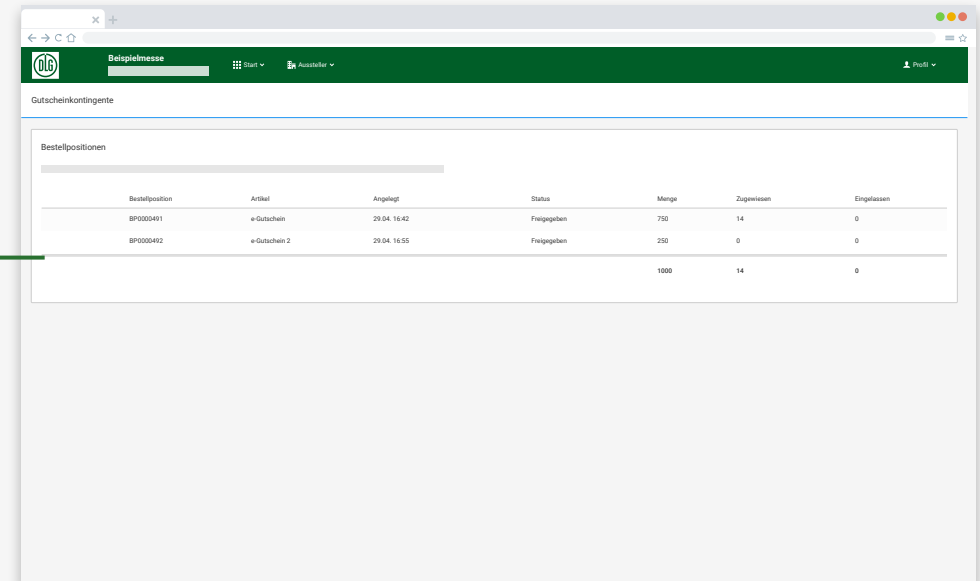 DLG
Beispielmesse
Start
Aussteller
Profil
Gutscheinkontingente
Bestellpositionen
Bestellposition Artikel Angelegt Status Menge Zugewiesen Eingelassen
BP0000491 e-Gutschein 29.04. 16:42 Freigegeben 750 14 0
BP0000492 e-Gutschein 2 29.04. 16:55 Freigegeben 250 0 0
1000 14 0